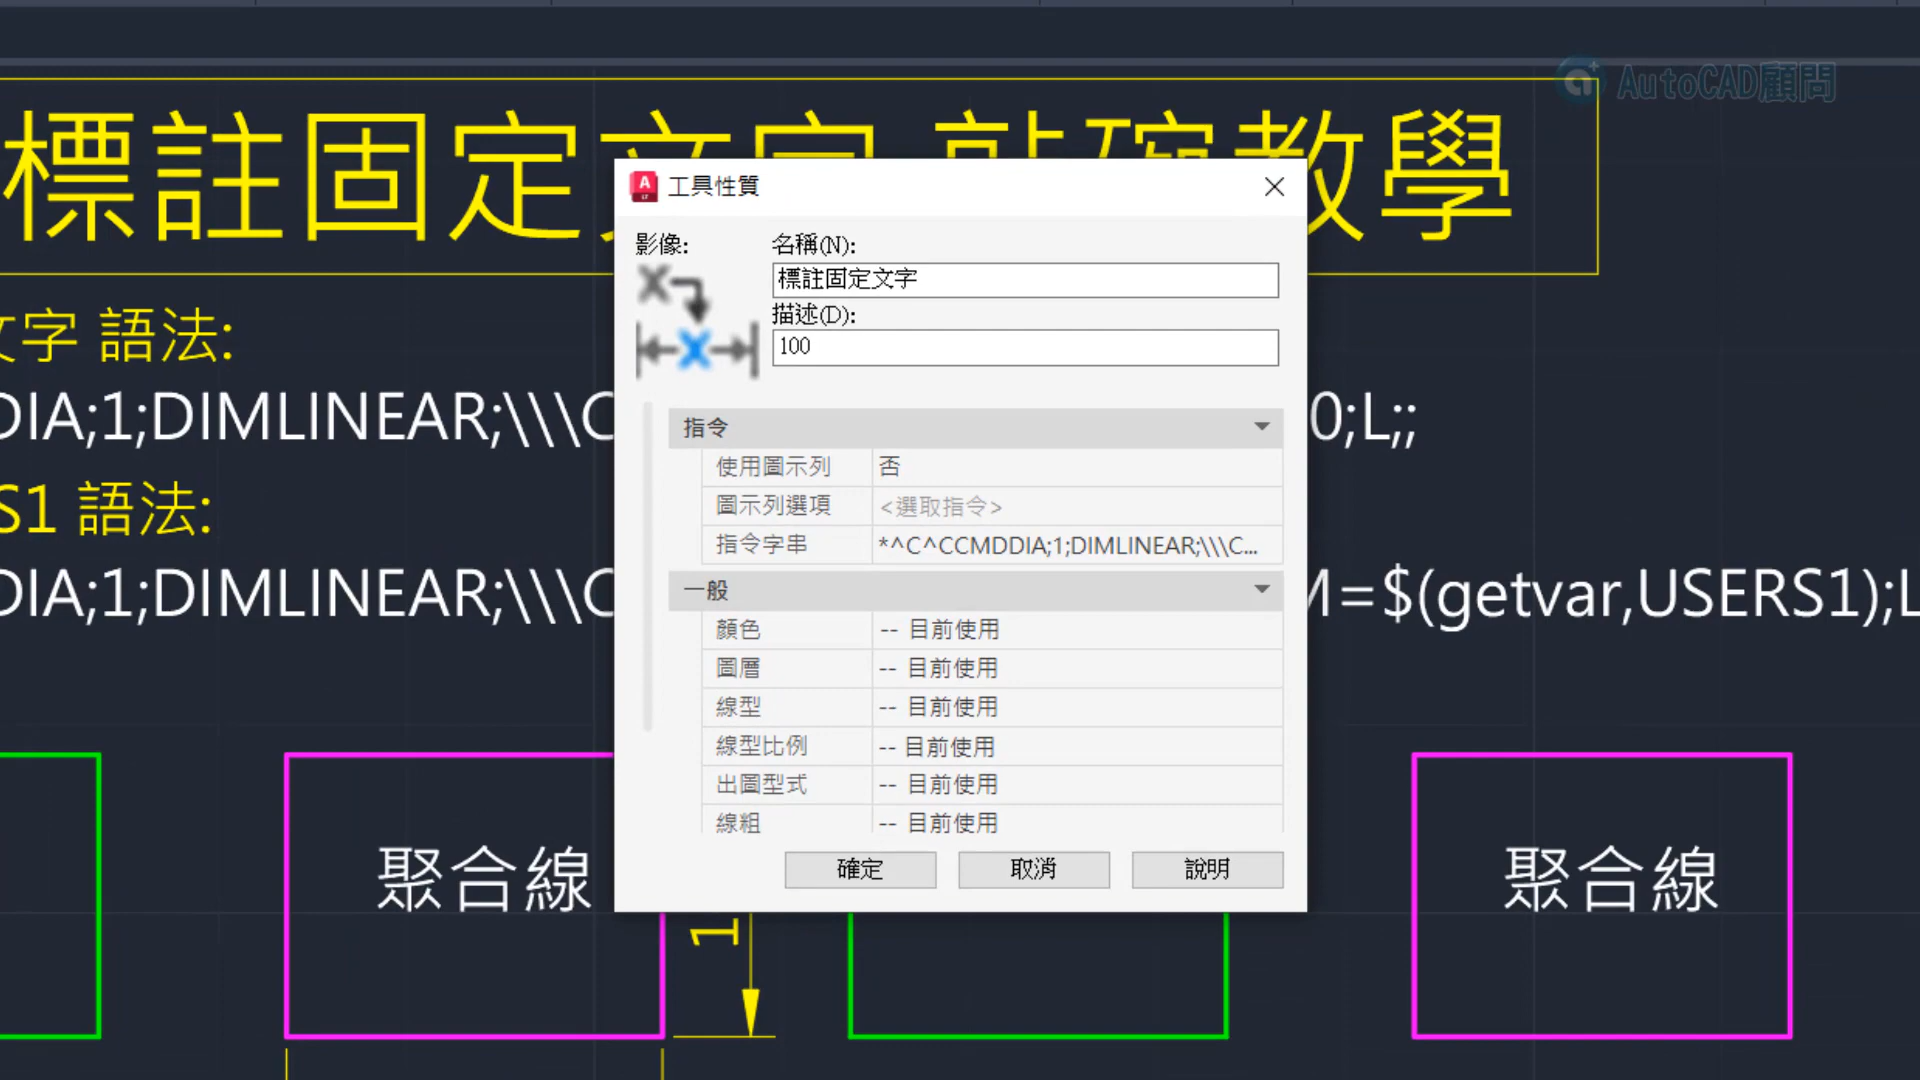 AutoCAD顧問
標註固定文字 敲碗教學
工具性質
影像:
名稱(N):
標註固定文字
描述(D):
100
文字 語法:
DIA;1;DIMLINEAR;\\\C
0;L;;
S1 語法:
DIA;1;DIMLINEAR;\\\C
M=$(getvar,USERS1);L
指令
使用圖示列 否
圖示列選項 <選取指令>
指令字串 *^C^CCMDDIA;1;DIMLINEAR;\\\C...
一般
顏色 -- 目前使用
圖層 -- 目前使用
線型 -- 目前使用
線型比例 -- 目前使用
出圖型式 -- 目前使用
線粗 -- 目前使用
確定 取消 說明
聚合線
聚合線
1